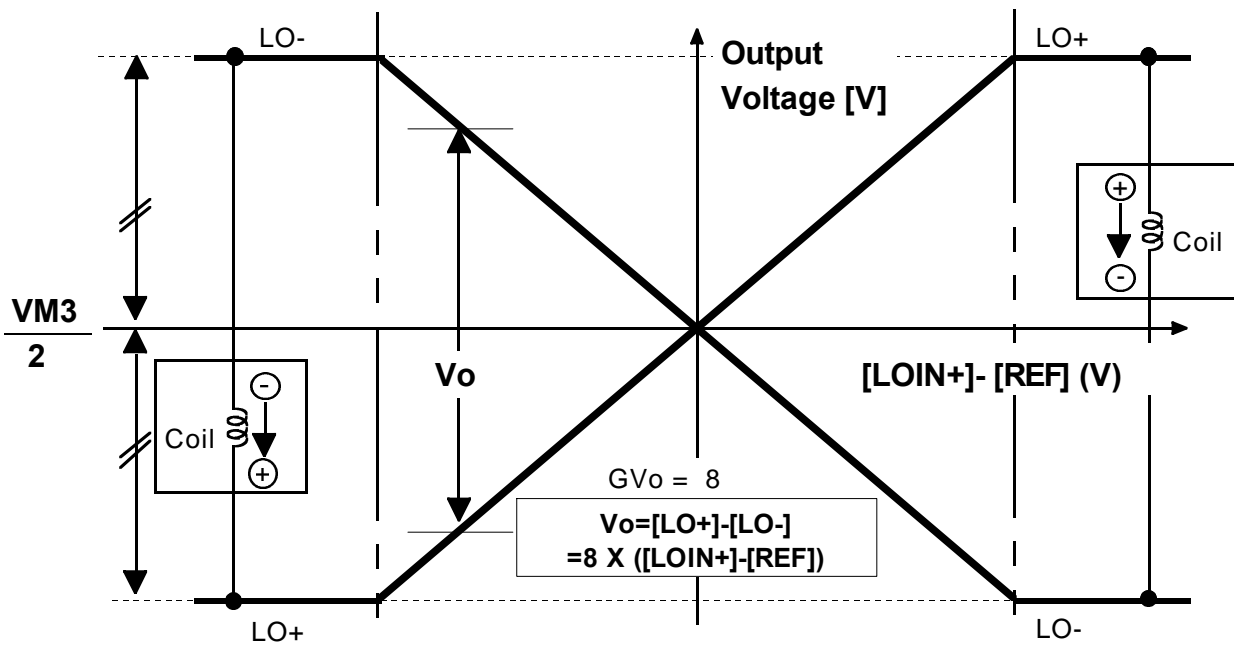 LO-
LO+
Output
Voltage [V]
+
-
Coil
VM3
2
Vo
[LOIN+]- [REF] (V)
-
Coil
+
GVo = 8
Vo=[LO+]-[LO-]
=8 X ([LOIN+]-[REF])
LO+
LO-